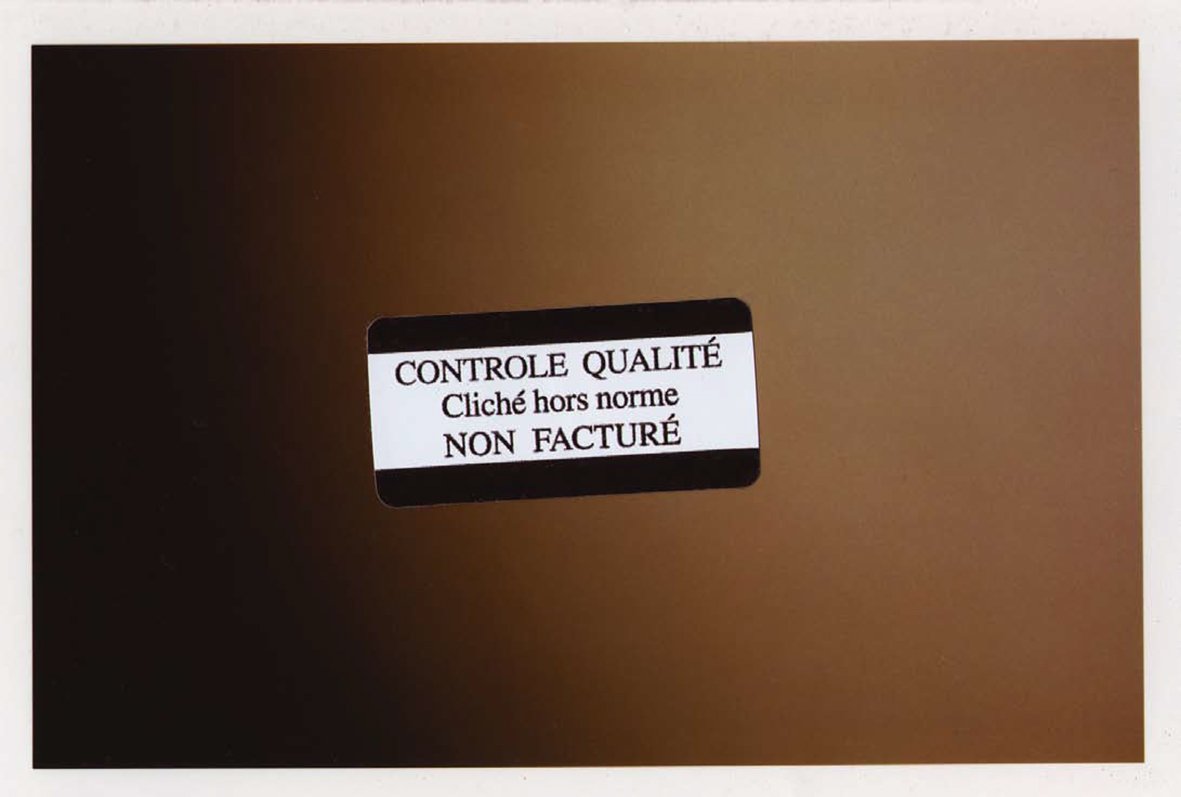 CONTROLE QUALITÉ
Cliché hors norme
NON FACTURÉ